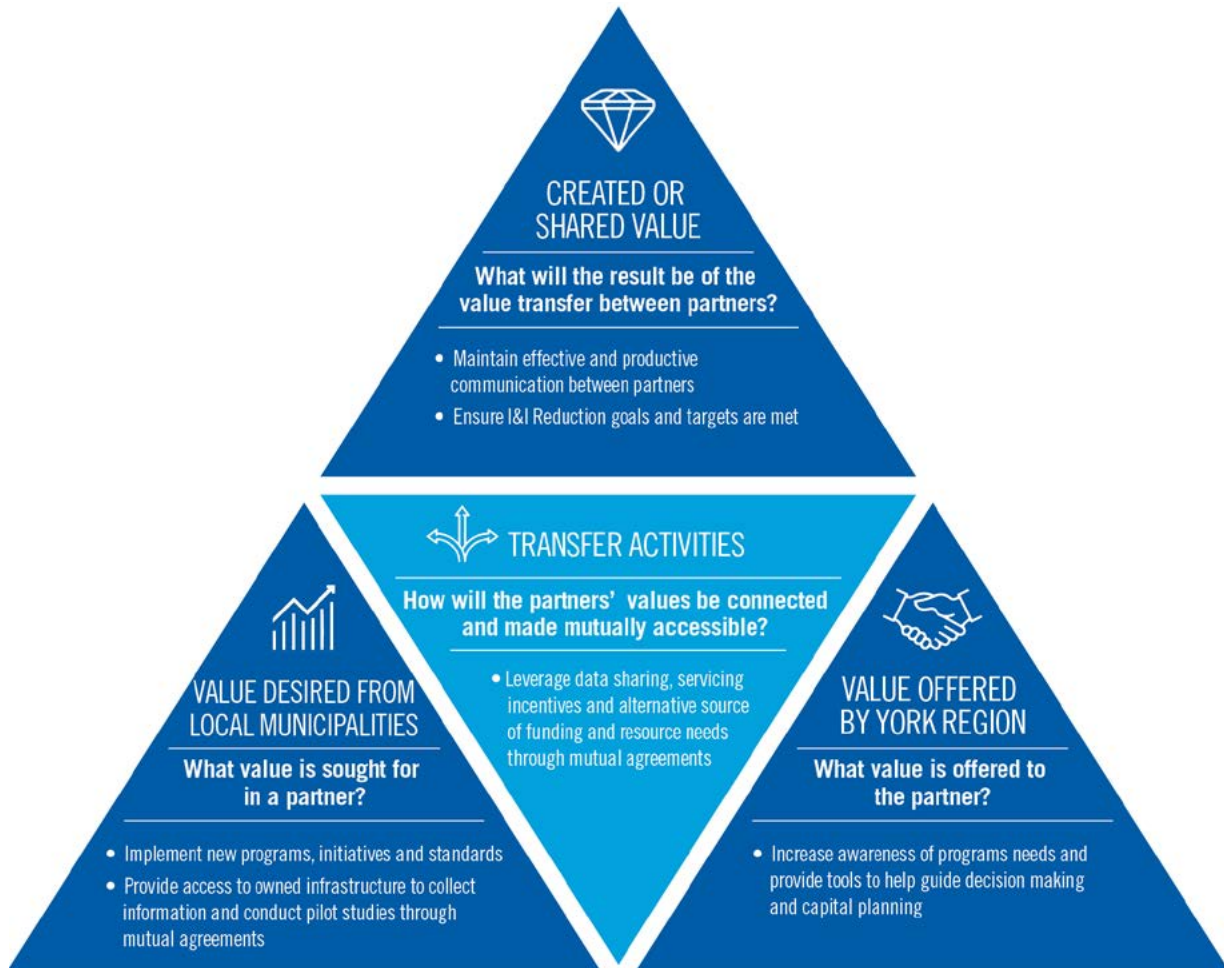 CREATED OR
SHARED VALUE
What will the result be of the
value transfer between partners?
• Maintain effective and productive
communication between partners
• Ensure I&I Reduction goals and targets are met
TRANSFER ACTIVITIES
How will the partners' values be connected
and made mutually accessible?
• Leverage data sharing, servicing
incentives and alternative source
of funding and resource needs
through mutual agreements
VALUE DESIRED FROM
LOCAL MUNICIPALITIES
What value is sought for
in a partner?
• Implement new programs, initiatives and standards
• Provide access to owned infrastructure to collect
information and conduct pilot studies through
mutual agreements
VALUE OFFERED
BY YORK REGION
What value is offered to
the partner?
• Increase awareness of programs needs and
provide tools to help guide decision making
and capital planning